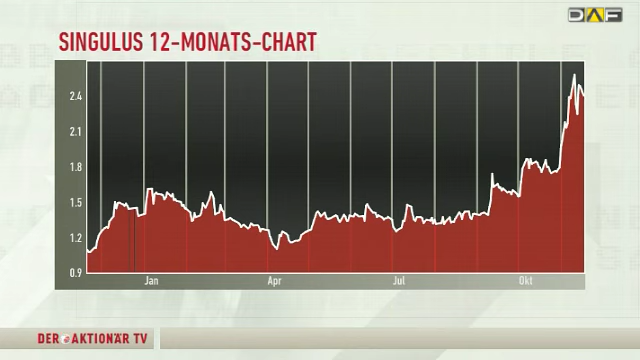 DAF
SINGULUS 12-MONATS-CHART
2.4
2.1
1.8
1.5
1.2
0.9
Jan Apr Jul Okt
DER AKTIONÄR TV